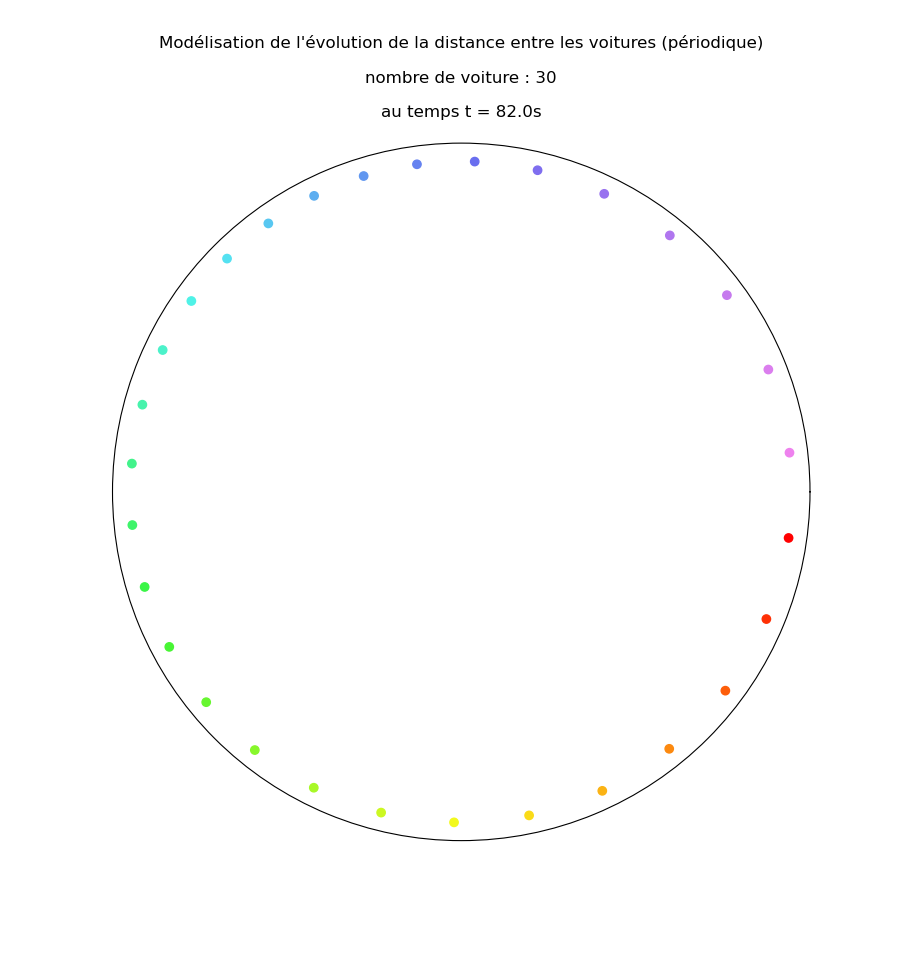 Modélisation de l'évolution de la distance entre les voitures (périodique)
nombre de voiture : 30
au temps t = 82.0s